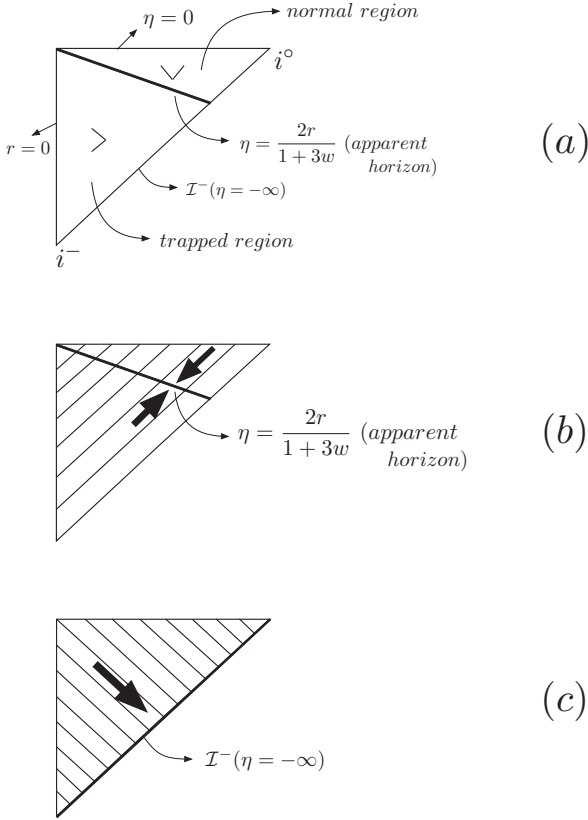 η = 0
normal region
i°
r = 0
η = 2r / 1 + 3w (apparent
horizon)
(a)
I⁻(η = −∞)
trapped region
i⁻
η = 2r / 1 + 3w (apparent
horizon)
(b)
(c)
I⁻(η = −∞)